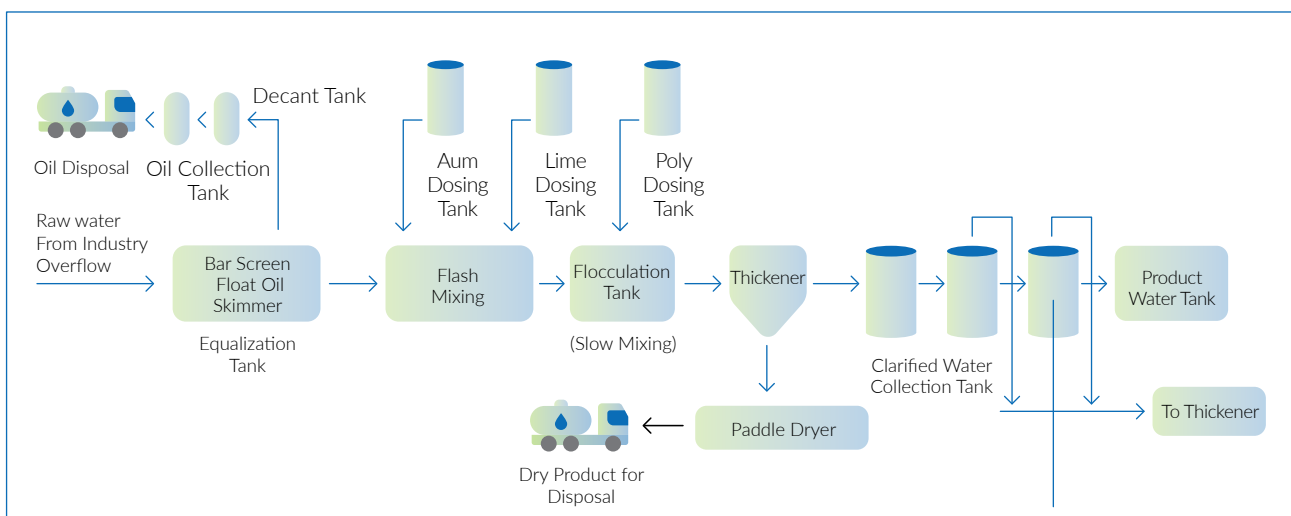 Decant Tank
Oil Disposal
Oil Collection
Tank
Aum
Dosing
Tank
Lime
Dosing
Tank
Poly
Dosing
Tank
Raw water
From Industry
Overflow
Bar Screen
Float Oil
Skimmer
Equalization
Tank
Flash
Mixing
Flocculation
Tank
(Slow Mixing)
Thickener
Clarified Water
Collection Tank
Product
Water Tank
To Thickener
Paddle Dryer
Dry Product for
Disposal